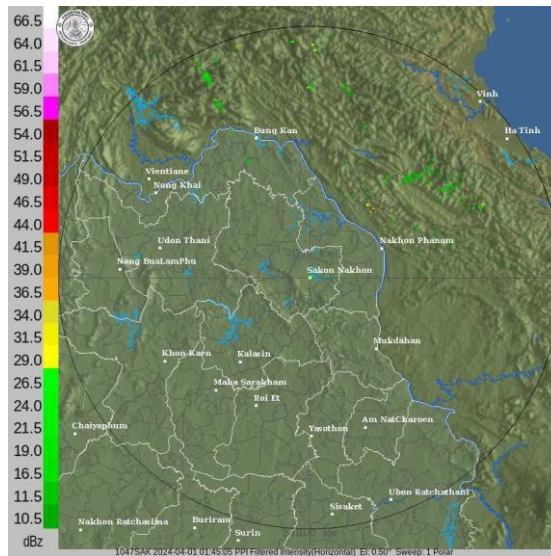 66.5
64.0
61.5
59.0
56.5
54.0
51.5
49.0
46.5
44.0
41.5
39.0
36.5
34.0
31.5
29.0
26.5
24.0
21.5
19.0
16.5
14.0
11.5
10.5
dBz
Vinh
Ha Tinh
Bung Kan
Vientiane
Nong Khai
Udon Thani
Nakhon Phanom
Nong BuaLamPhu
Sakon Nakhon
Mukdahan
Khon Kaen
Kalasin
Maha Sarakham
Roi Et
Chaiyaphum
Yasothon
Am NatCharoen
Ubon Ratchathani
Sisaket
Nakhon Ratchasima
Buriram
Surin
1047SAK 2024-04-01 01:45:05 PPI Filtered Intensity(Horizontal) El: 0.50° Sweep: 1 Polar